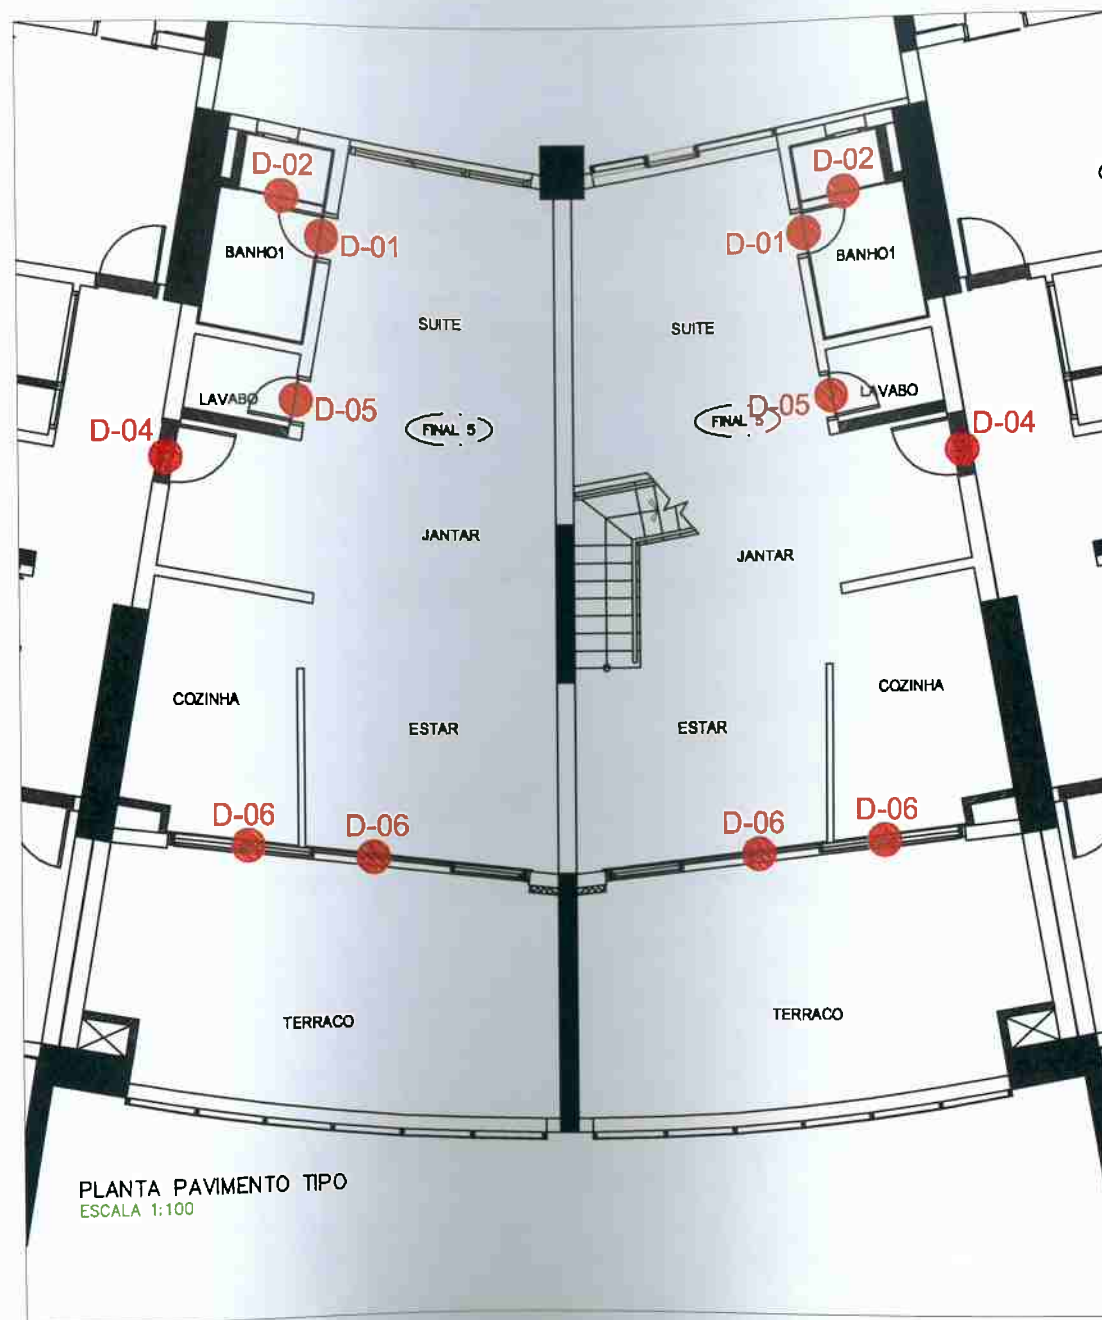 D-02
D-02
D-01
D-01
BANHO1
BANHO1
SUITE
SUITE
LAVABO
LAVABO
D-05
D-05
D-04
D-04
FINAL 5
FINAL 5
JANTAR
JANTAR
COZINHA
COZINHA
ESTAR
ESTAR
D-06
D-06
D-06
D-06
TERRACO
TERRACO
PLANTA PAVIMENTO TIPO
ESCALA 1:100